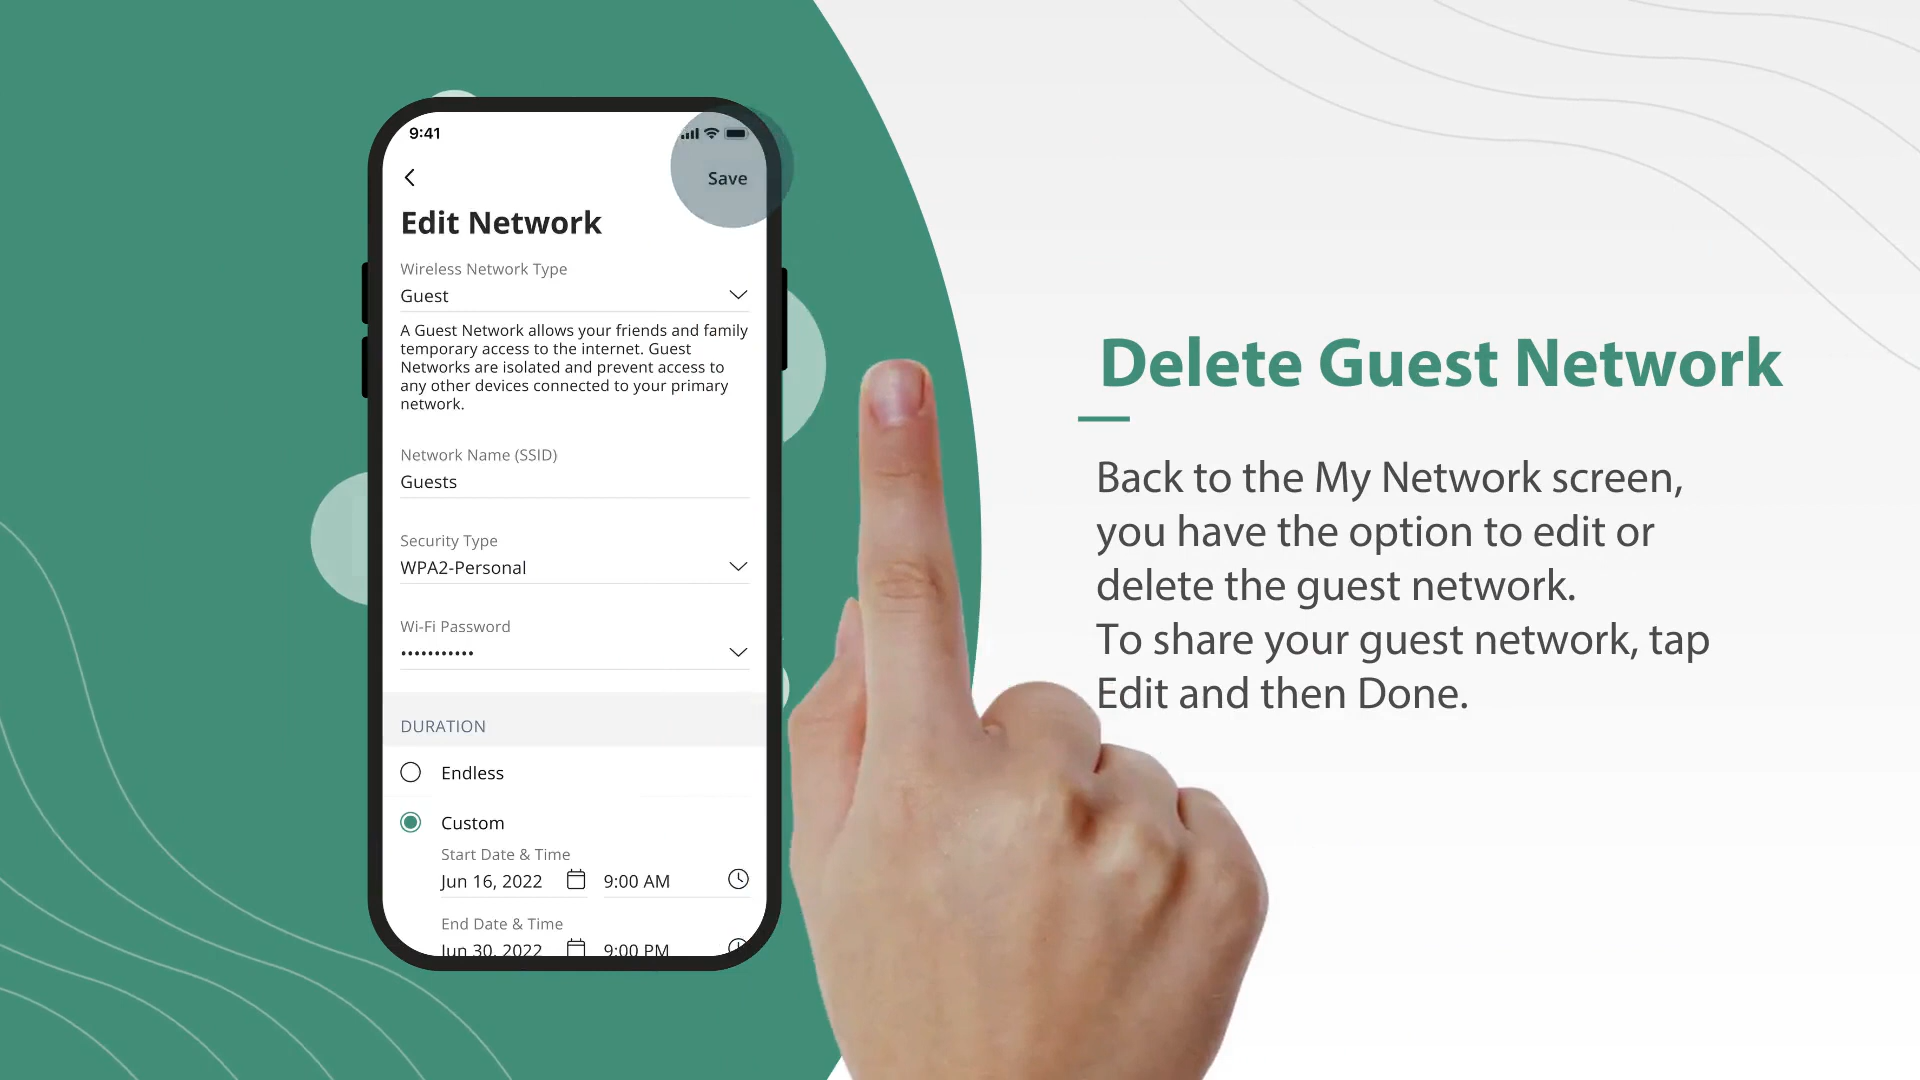 9:41
Save
Edit Network
Wireless Network Type
Guest
A Guest Network allows your friends and family
temporary access to the internet. Guest
Networks are isolated and prevent access to
any other devices connected to your primary
network.
Network Name (SSID)
Guests
Security Type
WPA2-Personal
Wi-Fi Password
•••••••••••
DURATION
Endless
Custom
Start Date & Time
Jun 16, 2022 9:00 AM
End Date & Time
Jun 30, 2022 9:00 PM
Delete Guest Network
Back to the My Network screen,
you have the option to edit or
delete the guest network.
To share your guest network, tap
Edit and then Done.